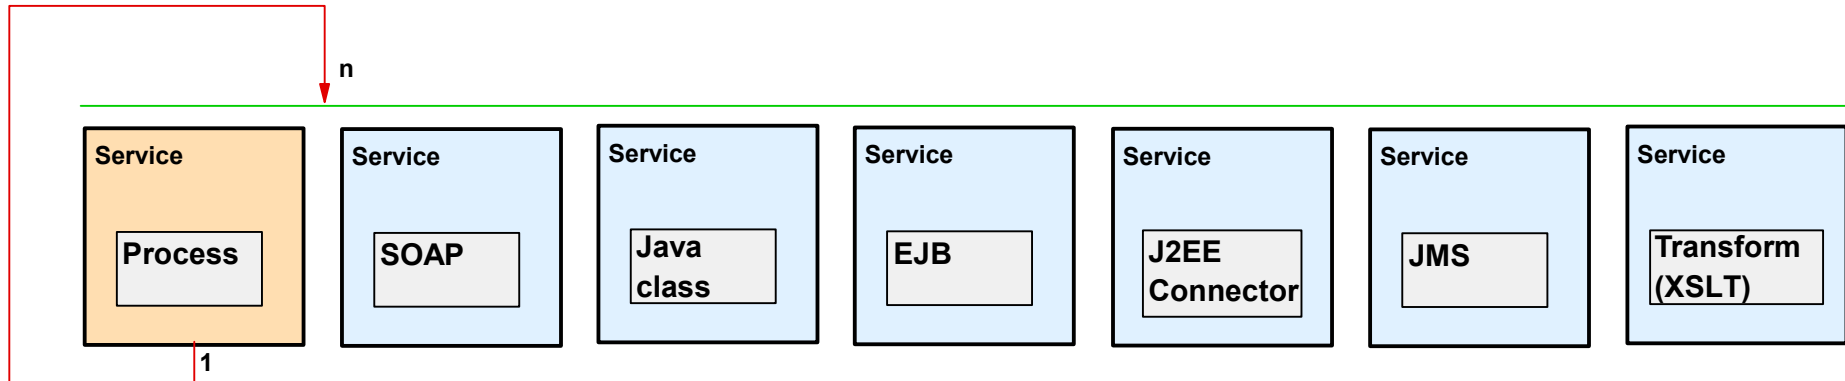 n
Service
Service
Service
Service
Service
Service
Service
Process
SOAP
Java
class
EJB
J2EE
Connector
JMS
Transform
(XSLT)
1